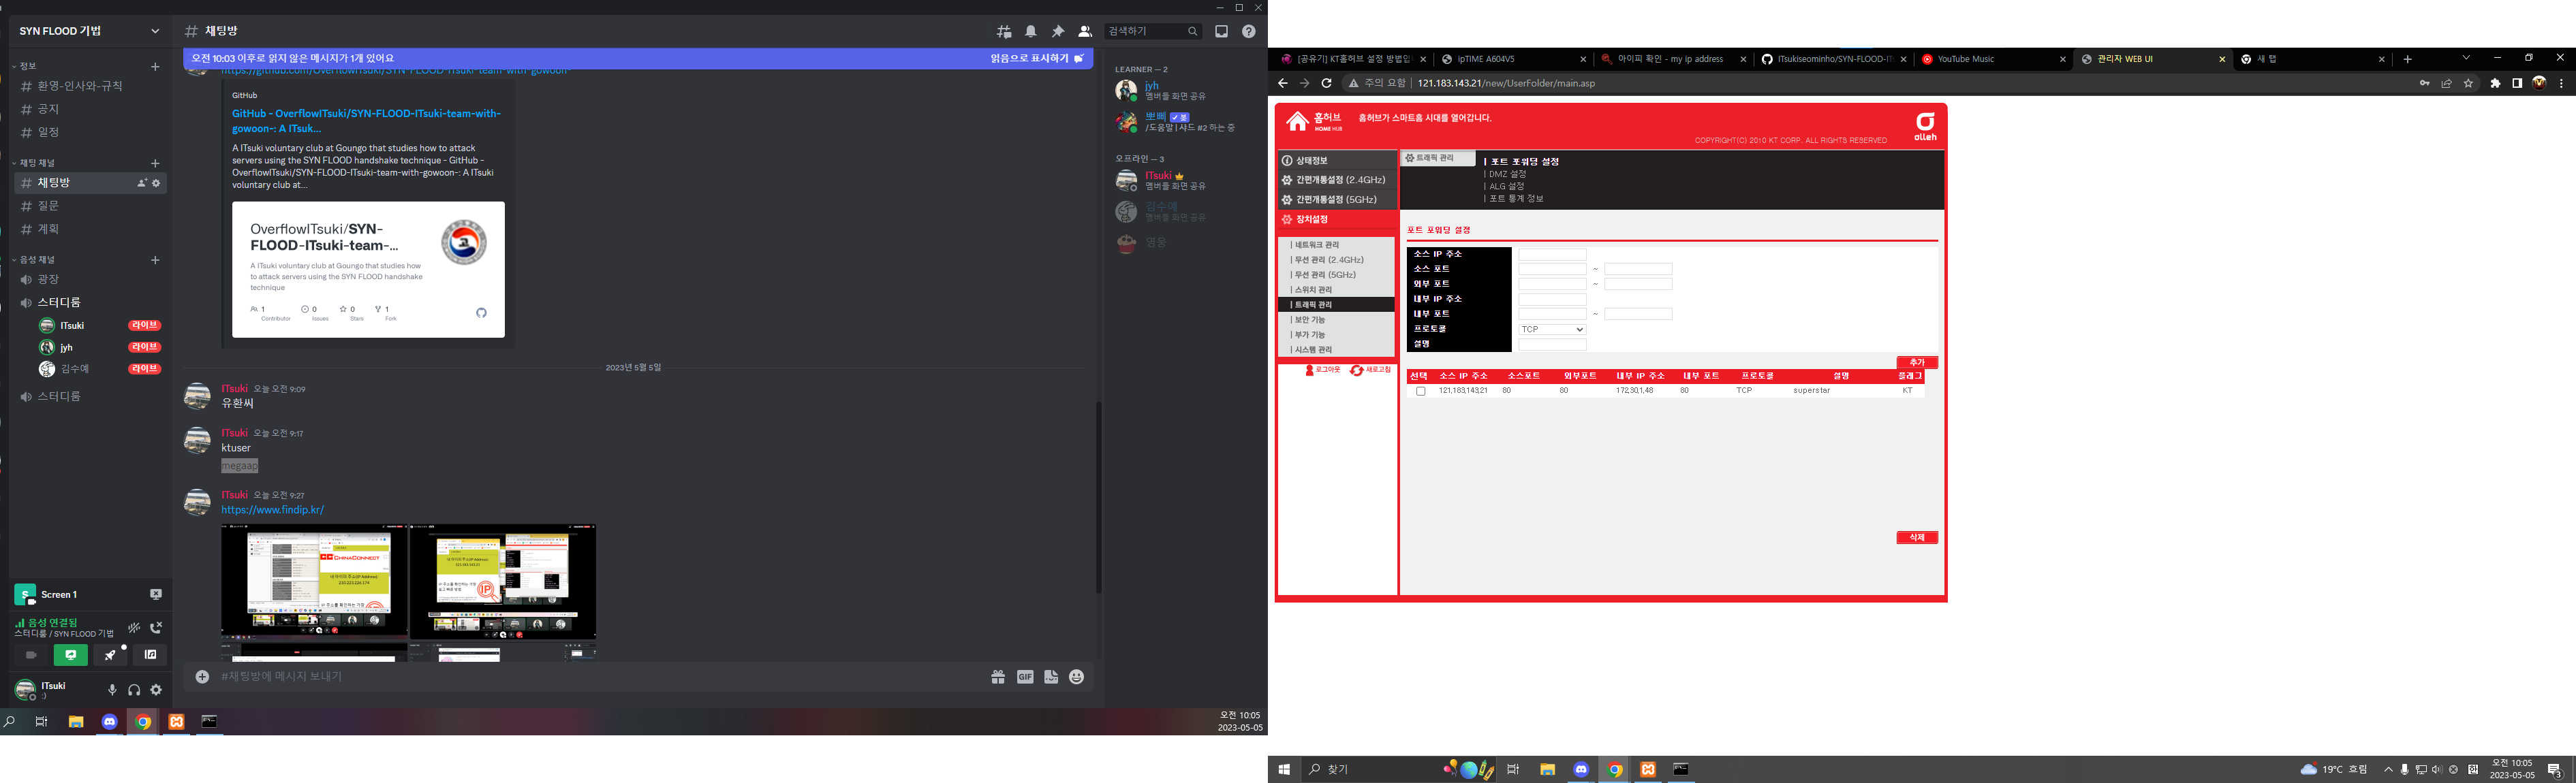 SYN FLOOD 기법
정보
환영-인사와-규칙
공지
일정
채팅 채널
채팅방
질문
계획
음성 채널
광장
스터디룸
ITsuki 라이브
jyh 라이브
김수예 라이브
스터디룸
Screen 1
음성 연결됨
스터디룸 / SYN FLOOD 기법
ITsuki
:)
채팅방
검색하기
오전 10:03 이후로 읽지 않은 메시지가 1개 있어요
읽음으로 표시하기
https://github.com/OverflowITsuki/SYN-FLOOD-ITsuki-team-with-gowoon-
GitHub
GitHub - OverflowITsuki/SYN-FLOOD-ITsuki-team-with-
gowoon-: A ITsuk...
A ITsuki voluntary club at Goungo that studies how to attack
servers using the SYN FLOOD handshake technique - GitHub -
OverflowITsuki/SYN-FLOOD-ITsuki-team-with-gowoon-: A ITsuki
voluntary club at...
OverflowITsuki/SYN-
FLOOD-ITsuki-team-...
A ITsuki voluntary club at Goungo that studies how
to attack servers using the SYN FLOOD handshake
technique
1 0 0 1
Contributor Issues Stars Fork
2023년 5월 5일
ITsuki 오늘 오전 9:09
유환씨
ITsuki 오늘 오전 9:17
ktuser
megaap
ITsuki 오늘 오전 9:27
https://www.findip.kr/
CHINACONNECT
#채팅방에 메시지 보내기
GIF
LEARNER — 2
jyh
멤버들 화면 공유
뽀삐 봇
/도움말 | 샤드 #2 하는 중
오프라인 — 3
ITsuki
멤버들 화면 공유
김수예
멤버들 화면 공유
영웅
오전 10:05
2023-05-05
[공유기] KT홈허브 설정 방법입
ipTIME A604V5
아이피 확인 - my ip address
ITsukiseominho/SYN-FLOOD-IT
YouTube Music
관리자 WEB UI
새 탭
주의 요함 121.183.143.21/new/UserFolder/main.asp
홈허브
HOME HUB
홈허브가 스마트홈 시대를 열어갑니다.
COPYRIGHT(C) 2010 KT CORP. ALL RIGHTS RESERVED
olleh
상태정보
간편개통설정 (2.4GHz)
간편개통설정 (5GHz)
장치설정
| 네트워크 관리
| 무선 관리 (2.4GHz)
| 무선 관리 (5GHz)
| 스위치 관리
| 트래픽 관리
| 보안 기능
| 부가 기능
| 시스템 관리
로그아웃 새로고침
트래픽 관리
| 포트 포워딩 설정
| DMZ 설정
| ALG 설정
| 포트 통계 정보
포트 포워딩 설정
소스 IP 주소
소스 포트 ~
외부 포트 ~
내부 IP 주소
내부 포트 ~
프로토콜 TCP
설명
추가
선택 소스 IP 주소 소스포트 외부포트 내부 IP 주소 내부 포트 프로토콜 설명 플래그
121.183.143.21 80 80 172.30.1.48 80 TCP superstar KT
삭제
찾기
19°C 흐림
오전 10:05
2023-05-05